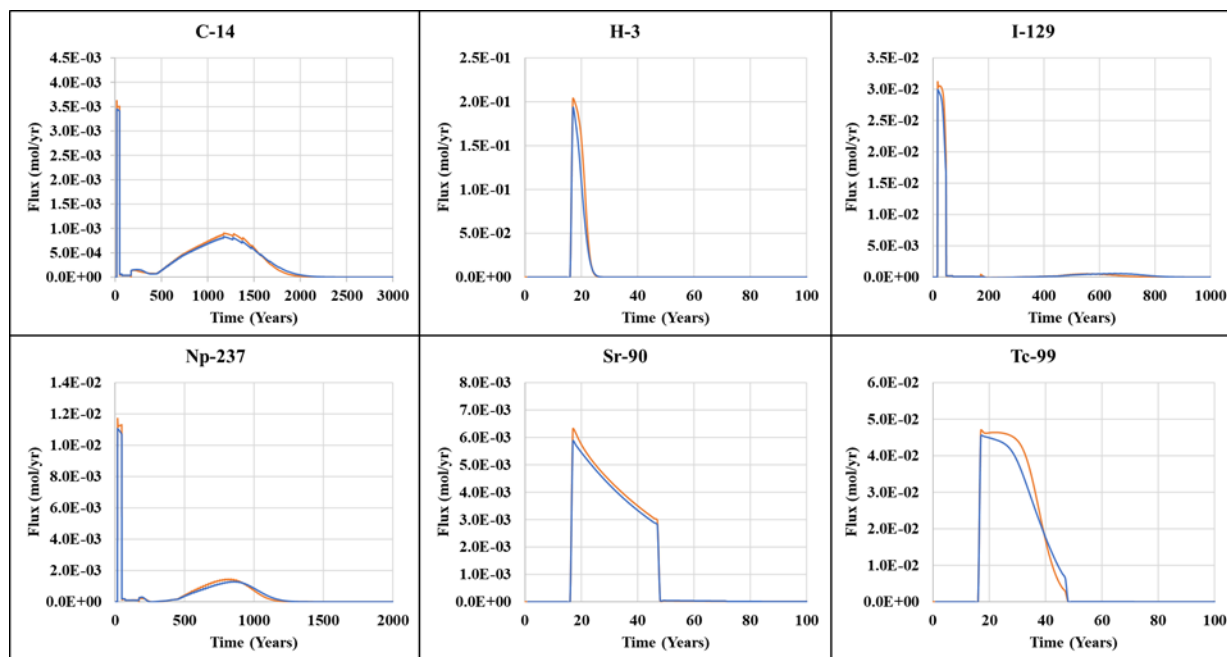 C-14
Flux (mol/yr)
4.5E-03
4.0E-03
3.5E-03
3.0E-03
2.5E-03
2.0E-03
1.5E-03
1.0E-03
5.0E-04
0.0E+00
0 500 1000 1500 2000 2500 3000
Time (Years)
H-3
Flux (mol/yr)
2.5E-01
2.0E-01
1.5E-01
1.0E-01
5.0E-02
0.0E+00
0 20 40 60 80 100
Time (Years)
I-129
Flux (mol/yr)
3.5E-02
3.0E-02
2.5E-02
2.0E-02
1.5E-02
1.0E-02
5.0E-03
0.0E+00
0 200 400 600 800 1000
Time (Years)
Np-237
Flux (mol/yr)
1.4E-02
1.2E-02
1.0E-02
8.0E-03
6.0E-03
4.0E-03
2.0E-03
0.0E+00
0 500 1000 1500 2000
Time (Years)
Sr-90
Flux (mol/yr)
8.0E-03
7.0E-03
6.0E-03
5.0E-03
4.0E-03
3.0E-03
2.0E-03
1.0E-03
0.0E+00
0 20 40 60 80 100
Time (Years)
Tc-99
Flux (mol/yr)
6.0E-02
5.0E-02
4.0E-02
3.0E-02
2.0E-02
1.0E-02
0.0E+00
0 20 40 60 80 100
Time (Years)